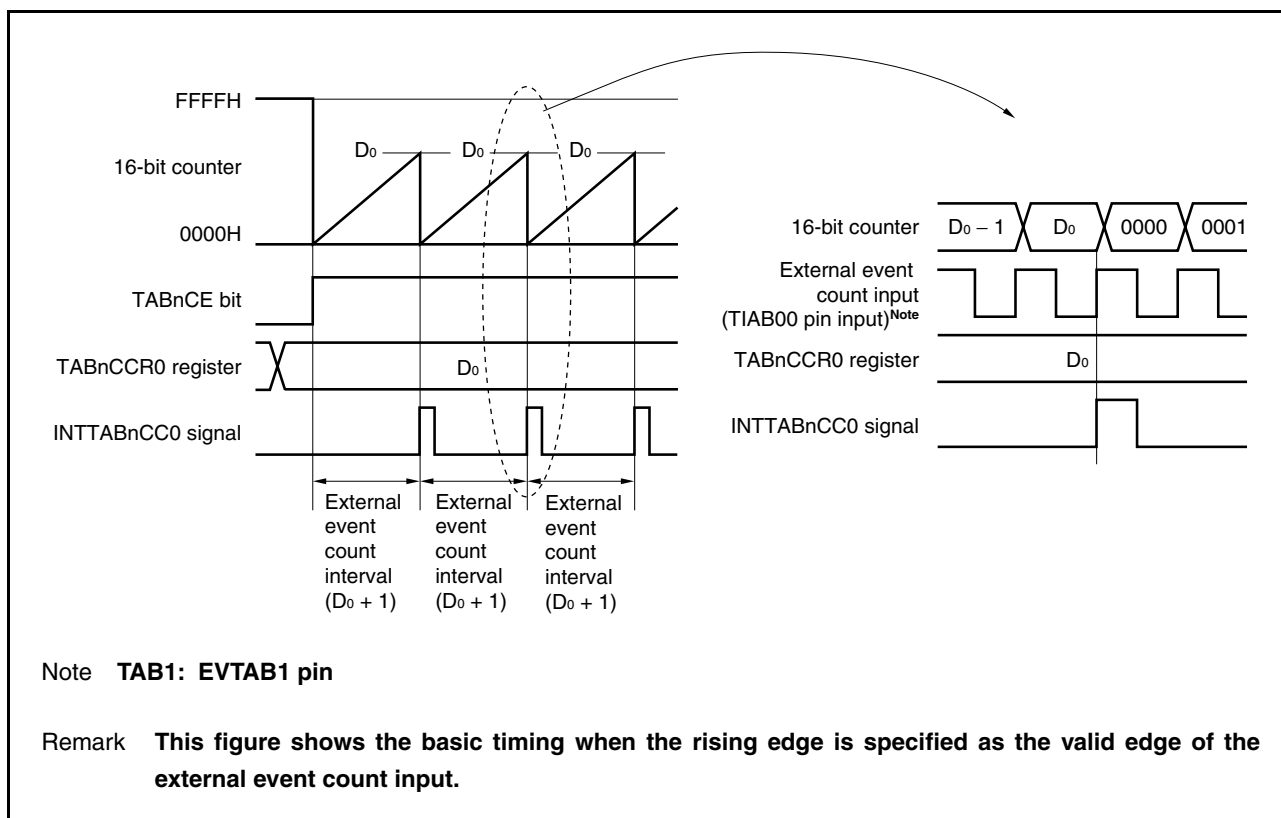 FFFFH
16-bit counter
0000H
D0
D0
D0
TABnCE bit
TABnCCR0 register
D0
INTTABnCC0 signal
External
event
count
interval
(D0 + 1)
External
event
count
interval
(D0 + 1)
External
event
count
interval
(D0 + 1)
16-bit counter
D0 − 1
D0
0000
0001
External event
count input
(TIAB00 pin input)Note
TABnCCR0 register
D0
INTTABnCC0 signal
Note TAB1: EVTAB1 pin
Remark This figure shows the basic timing when the rising edge is specified as the valid edge of the
external event count input.